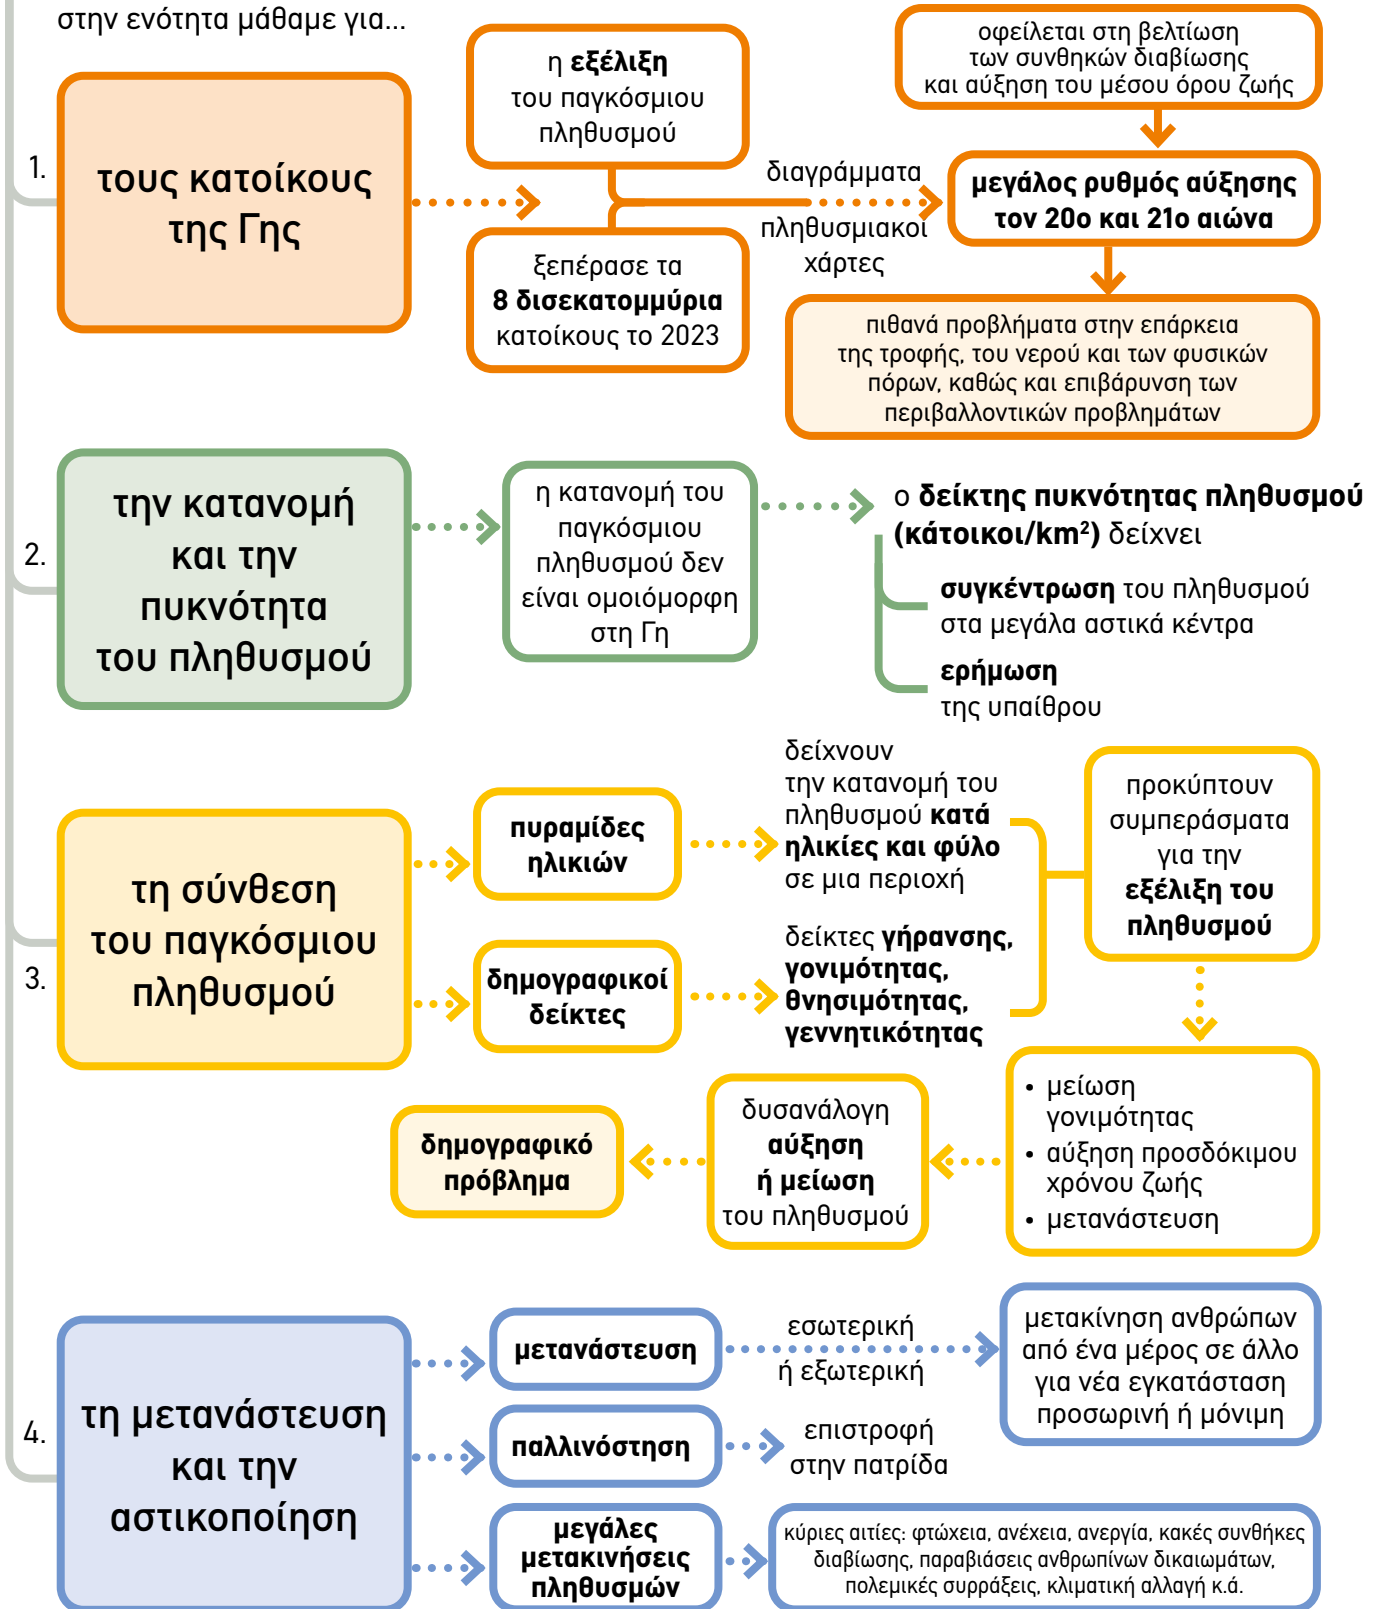 στην ενότητα μάθαμε για...
1.
τους κατοίκους
της Γης
η εξέλιξη
του παγκόσμιου
πληθυσμού
ξεπέρασε τα
8 δισεκατομμύρια
κατοίκους το 2023
διαγράμματα
πληθυσμιακοί
χάρτες
οφείλεται στη βελτίωση
των συνθηκών διαβίωσης
και αύξηση του μέσου όρου ζωής
μεγάλος ρυθμός αύξησης
τον 20ο και 21ο αιώνα
πιθανά προβλήματα στην επάρκεια
της τροφής, του νερού και των φυσικών
πόρων, καθώς και επιβάρυνση των
περιβαλλοντικών προβλημάτων
2.
την κατανομή
και την
πυκνότητα
του πληθυσμού
η κατανομή του
παγκόσμιου
πληθυσμού δεν
είναι ομοιόμορφη
στη Γη
ο δείκτης πυκνότητας πληθυσμού
(κάτοικοι/km²) δείχνει
συγκέντρωση του πληθυσμού
στα μεγάλα αστικά κέντρα
ερήμωση
της υπαίθρου
3.
τη σύνθεση
του παγκόσμιου
πληθυσμού
πυραμίδες
ηλικιών
δείχνουν
την κατανομή του
πληθυσμού κατά
ηλικίες και φύλο
σε μια περιοχή
δημογραφικοί
δείκτες
δείκτες γήρανσης,
γονιμότητας,
θνησιμότητας,
γεννητικότητας
προκύπτουν
συμπεράσματα
για την
εξέλιξη του
πληθυσμού
• μείωση
γονιμότητας
• αύξηση προσδόκιμου
χρόνου ζωής
• μετανάστευση
δυσανάλογη
αύξηση
ή μείωση
του πληθυσμού
δημογραφικό
πρόβλημα
4.
τη μετανάστευση
και την
αστικοποίηση
μετανάστευση
εσωτερική
ή εξωτερική
μετακίνηση ανθρώπων
από ένα μέρος σε άλλο
για νέα εγκατάσταση
προσωρινή ή μόνιμη
παλλινόστηση
επιστροφή
στην πατρίδα
μεγάλες
μετακινήσεις
πληθυσμών
κύριες αιτίες: φτώχεια, ανέχεια, ανεργία, κακές συνθήκες
διαβίωσης, παραβιάσεις ανθρωπίνων δικαιωμάτων,
πολεμικές συρράξεις, κλιματική αλλαγή κ.ά.